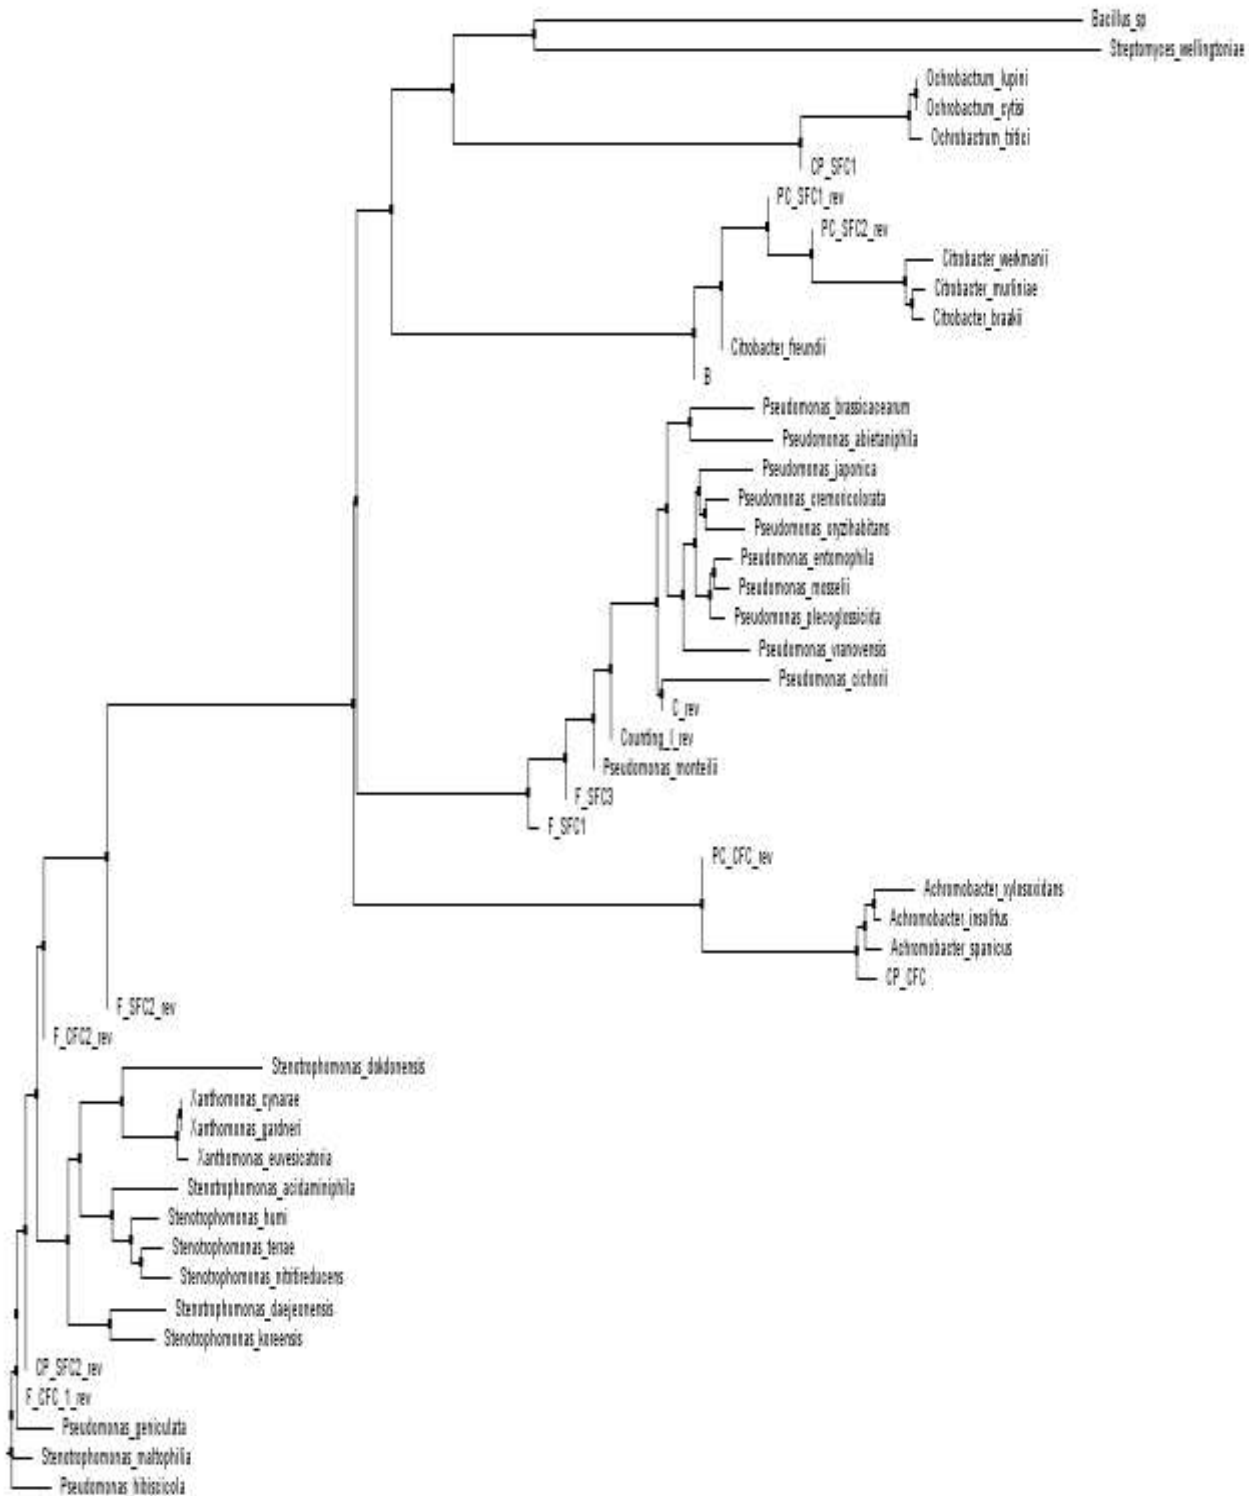 Bacillus_sp
Streptomyces_wellingtoniae
Ochrobactrum_lupini
Ochrobactrum_cytisi
Ochrobactrum_tritici
CP_SFC1
PC_SFC1_rev
PC_SFC2_rev
Citrobacter_werkmanii
Citrobacter_murliniae
Citrobacter_braakii
Citrobacter_freundii
B
Pseudomonas_brassicacearum
Pseudomonas_abietaniphila
Pseudomonas_japonica
Pseudomonas_cremoricolorata
Pseudomonas_oryzihabitans
Pseudomonas_entomophila
Pseudomonas_mosselii
Pseudomonas_plecoglossicida
Pseudomonas_vranovensis
Pseudomonas_cichorii
C_rev
Counting_I_rev
Pseudomonas_monteilii
F_SFC3
F_SFC1
PC_CFC_rev
Achromobacter_xylosoxidans
Achromobacter_insolitus
Achromobacter_spanicus
CP_CFC
F_SFC2_rev
F_CFC2_rev
Stenotrophomonas_dokdonensis
Xanthomonas_cynarae
Xanthomonas_gardneri
Xanthomonas_euvesicatoria
Stenotrophomonas_acidaminiphila
Stenotrophomonas_humi
Stenotrophomonas_terrae
Stenotrophomonas_nitritireducens
Stenotrophomonas_daejeonensis
Stenotrophomonas_koreensis
CP_SFC2_rev
F_CFC_1_rev
Pseudomonas_geniculata
Stenotrophomonas_maltophilia
Pseudomonas_hibiscicola